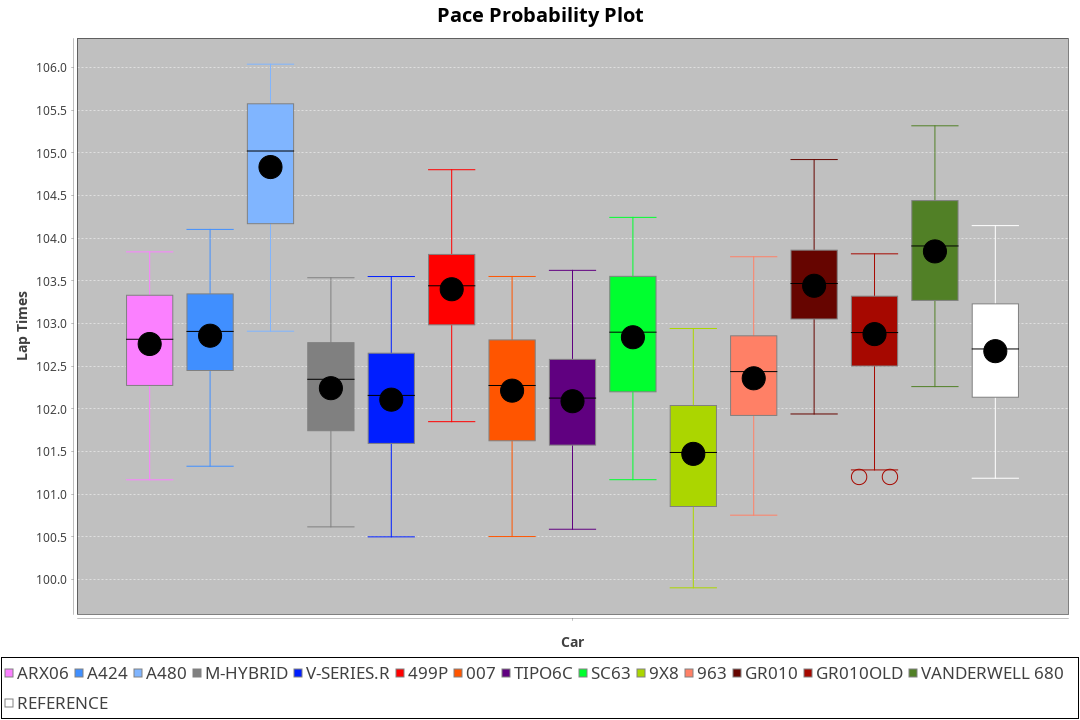 Pace Probability Plot
106.0
105.5
105.0
104.5
104.0
103.5
103.0
102.5
102.0
101.5
101.0
100.5
100.0
Lap Times
Car
ARX06 A424 A480 M-HYBRID V-SERIES.R 499P 007 TIPO6C SC63 9X8 963 GR010 GR010OLD VANDERWELL 680
REFERENCE